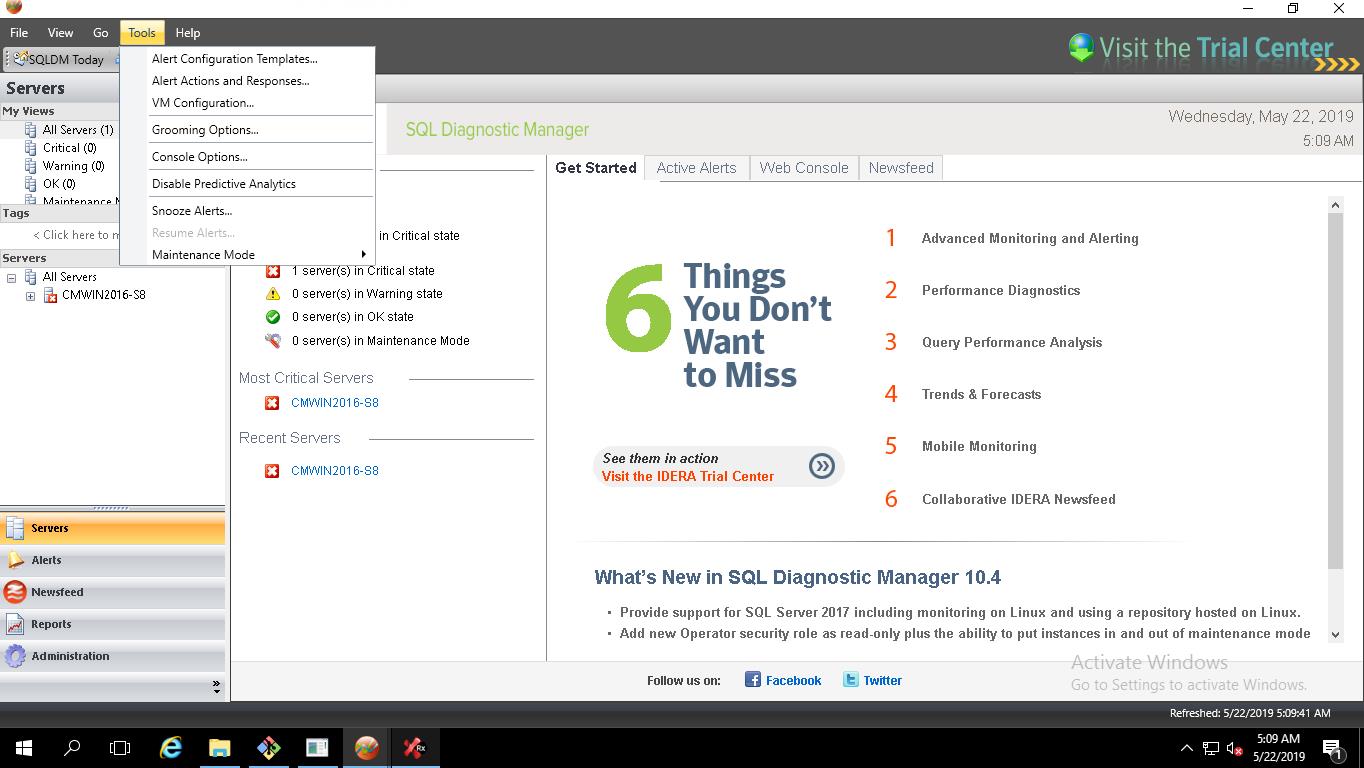 File View Go Tools Help
SQLDM Today
Visit the Trial Center
Alert Configuration Templates...
Alert Actions and Responses...
VM Configuration...
Grooming Options...
Console Options...
Disable Predictive Analytics
Snooze Alerts...
Resume Alerts...
Maintenance Mode
Servers
My Views
All Servers (1)
Critical (0)
Warning (0)
OK (0)
Maintenance
Tags
< Click here to
Servers
All Servers
CMWIN2016-S8
Servers
Alerts
Newsfeed
Reports
Administration
SQL Diagnostic Manager
Wednesday, May 22, 2019
5:09 AM
in Critical state
1 server(s) in Critical state
0 server(s) in Warning state
0 server(s) in OK state
0 server(s) in Maintenance Mode
Most Critical Servers
CMWIN2016-S8
Recent Servers
CMWIN2016-S8
Get Started Active Alerts Web Console Newsfeed
6 Things
You Don't
Want
to Miss
See them in action
Visit the IDERA Trial Center
1 Advanced Monitoring and Alerting
2 Performance Diagnostics
3 Query Performance Analysis
4 Trends & Forecasts
5 Mobile Monitoring
6 Collaborative IDERA Newsfeed
What's New in SQL Diagnostic Manager 10.4
• Provide support for SQL Server 2017 including monitoring on Linux and using a repository hosted on Linux.
• Add new Operator security role as read-only plus the ability to put instances in and out of maintenance mode
Activate Windows
Go to Settings to activate Windows.
Follow us on: Facebook Twitter
Refreshed: 5/22/2019 5:09:41 AM
Rx
5:09 AM
5/22/2019
1